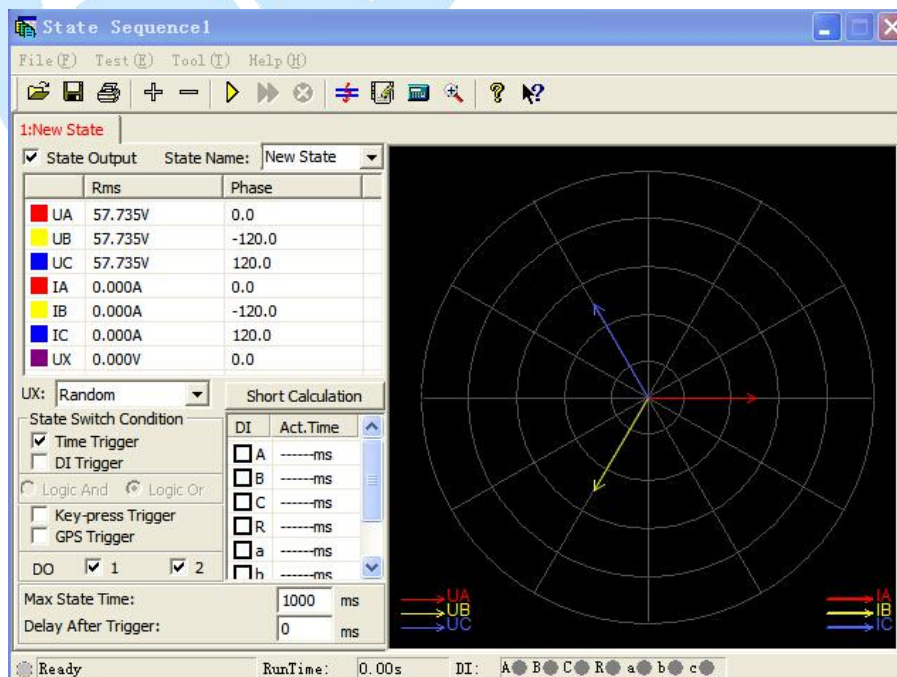 State Sequence1
File(F) Test(E) Tool(T) Help(H)
1:New State
State Output State Name: New State
Rms Phase
UA 57.735V 0.0
UB 57.735V -120.0
UC 57.735V 120.0
IA 0.000A 0.0
IB 0.000A -120.0
IC 0.000A 120.0
UX 0.000V 0.0
UX: Random Short Calculation
State Switch Condition
DI Act.Time
Time Trigger
A ------ms
DI Trigger
B ------ms
Logic And Logic Or
C ------ms
Key-press Trigger
R ------ms
GPS Trigger
a ------ms
DO 1 2
b ------ms
Max State Time: 1000 ms
Delay After Trigger: 0 ms
UA
UB
UC
IA
IB
IC
Ready RunTime: 0.00s DI: A B C R a b c